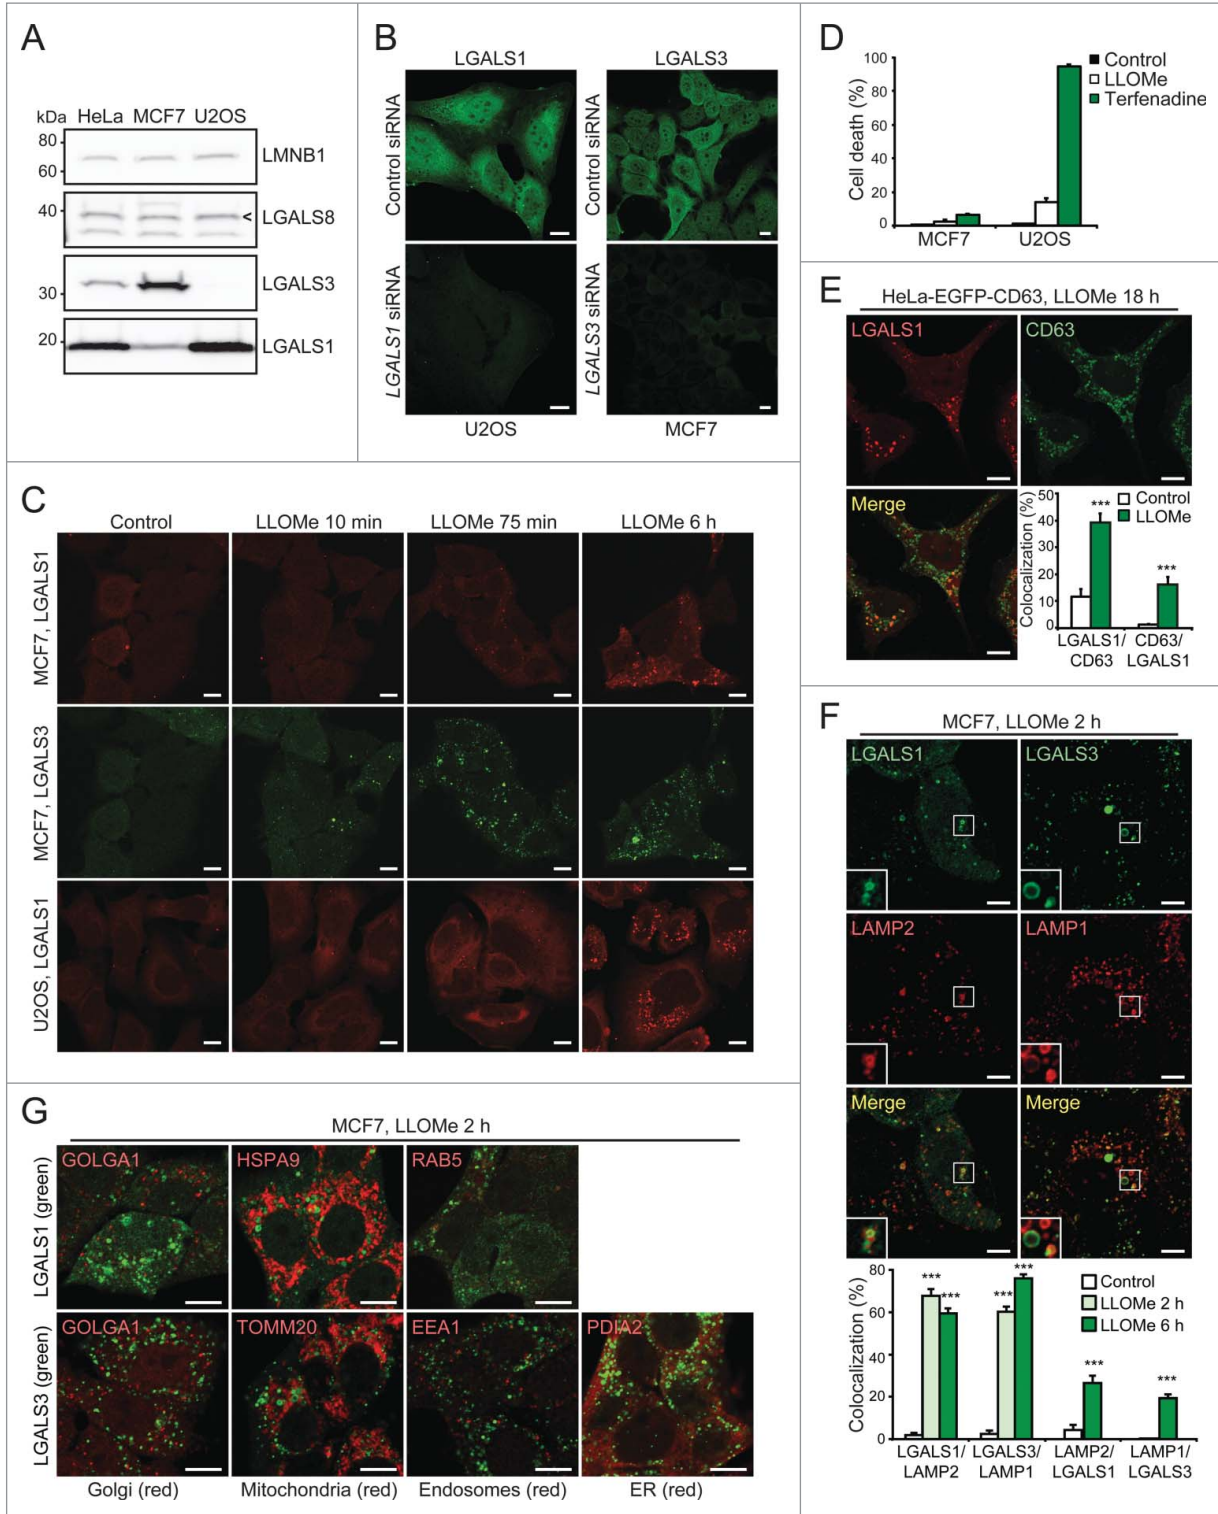 A
kDa HeLa MCF7 U2OS
80
60
LMNB1
40
LGALS8
<
30
LGALS3
20
LGALS1
B
LGALS1 LGALS3
Control siRNA
Control siRNA
LGALS1 siRNA
LGALS3 siRNA
U2OS MCF7
C
Control LLOMe 10 min LLOMe 75 min LLOMe 6 h
MCF7, LGALS1
MCF7, LGALS3
U2OS, LGALS1
D
Cell death (%)
100
80
60
40
20
0
MCF7 U2OS
Control
LLOMe
Terfenadine
E
HeLa-EGFP-CD63, LLOMe 18 h
LGALS1 CD63
Merge
Colocalization (%)
50
40
30
20
10
0
Control
LLOMe
***
***
LGALS1/ CD63/
CD63 LGALS1
F
MCF7, LLOMe 2 h
LGALS1 LGALS3
LAMP2 LAMP1
Merge Merge
Colocalization (%)
80
60
40
20
0
Control
LLOMe 2 h
LLOMe 6 h
***
***
***
***
***
***
LGALS1/ LGALS3/ LAMP2/ LAMP1/
LAMP2 LAMP1 LGALS1 LGALS3
G
MCF7, LLOMe 2 h
LGALS1 (green)
GOLGA1 HSPA9 RAB5
LGALS3 (green)
GOLGA1 TOMM20 EEA1 PDIA2
Golgi (red) Mitochondria (red) Endosomes (red) ER (red)